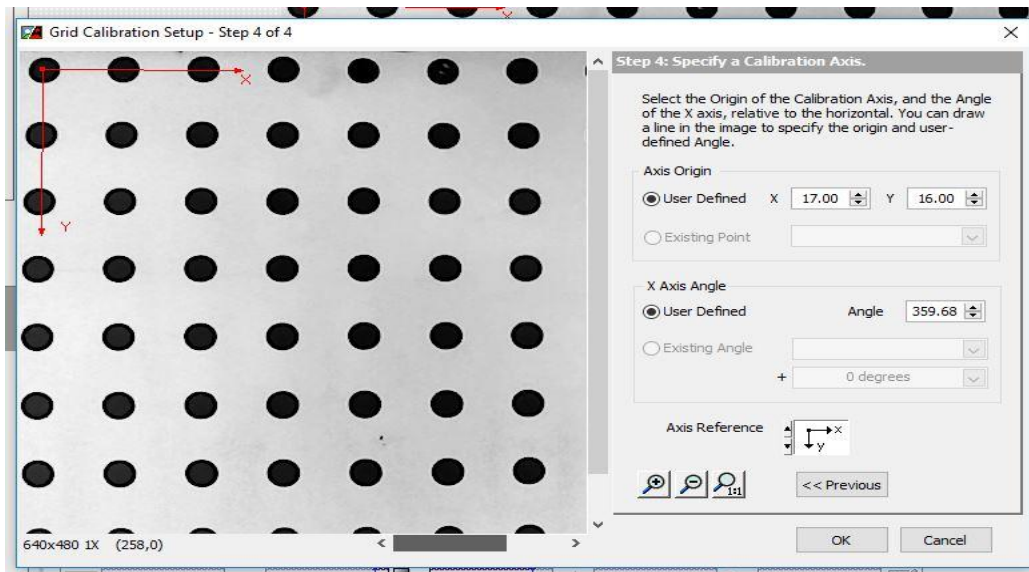 X
Grid Calibration Setup - Step 4 of 4
X
Y
640x480 1X (258,0)
Step 4: Specify a Calibration Axis.
Select the Origin of the Calibration Axis, and the Angle
of the X axis, relative to the horizontal. You can draw
a line in the image to specify the origin and user-
defined Angle.
Axis Origin
User Defined X 17.00 Y 16.00
Existing Point
X Axis Angle
User Defined Angle 359.68
Existing Angle
+ 0 degrees
Axis Reference
X
y
1:1
<< Previous
OK Cancel